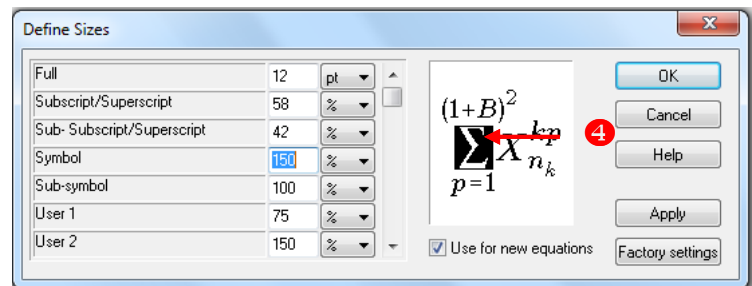 Define Sizes
Full 12 pt
Subscript/Superscript 58 %
Sub- Subscript/Superscript 42 %
Symbol 150 %
Sub-symbol 100 %
User 1 75 %
User 2 150 %
(1+B)^2
∑ X_{n_k}^{kp}
p=1
4
Use for new equations
OK
Cancel
Help
Apply
Factory settings